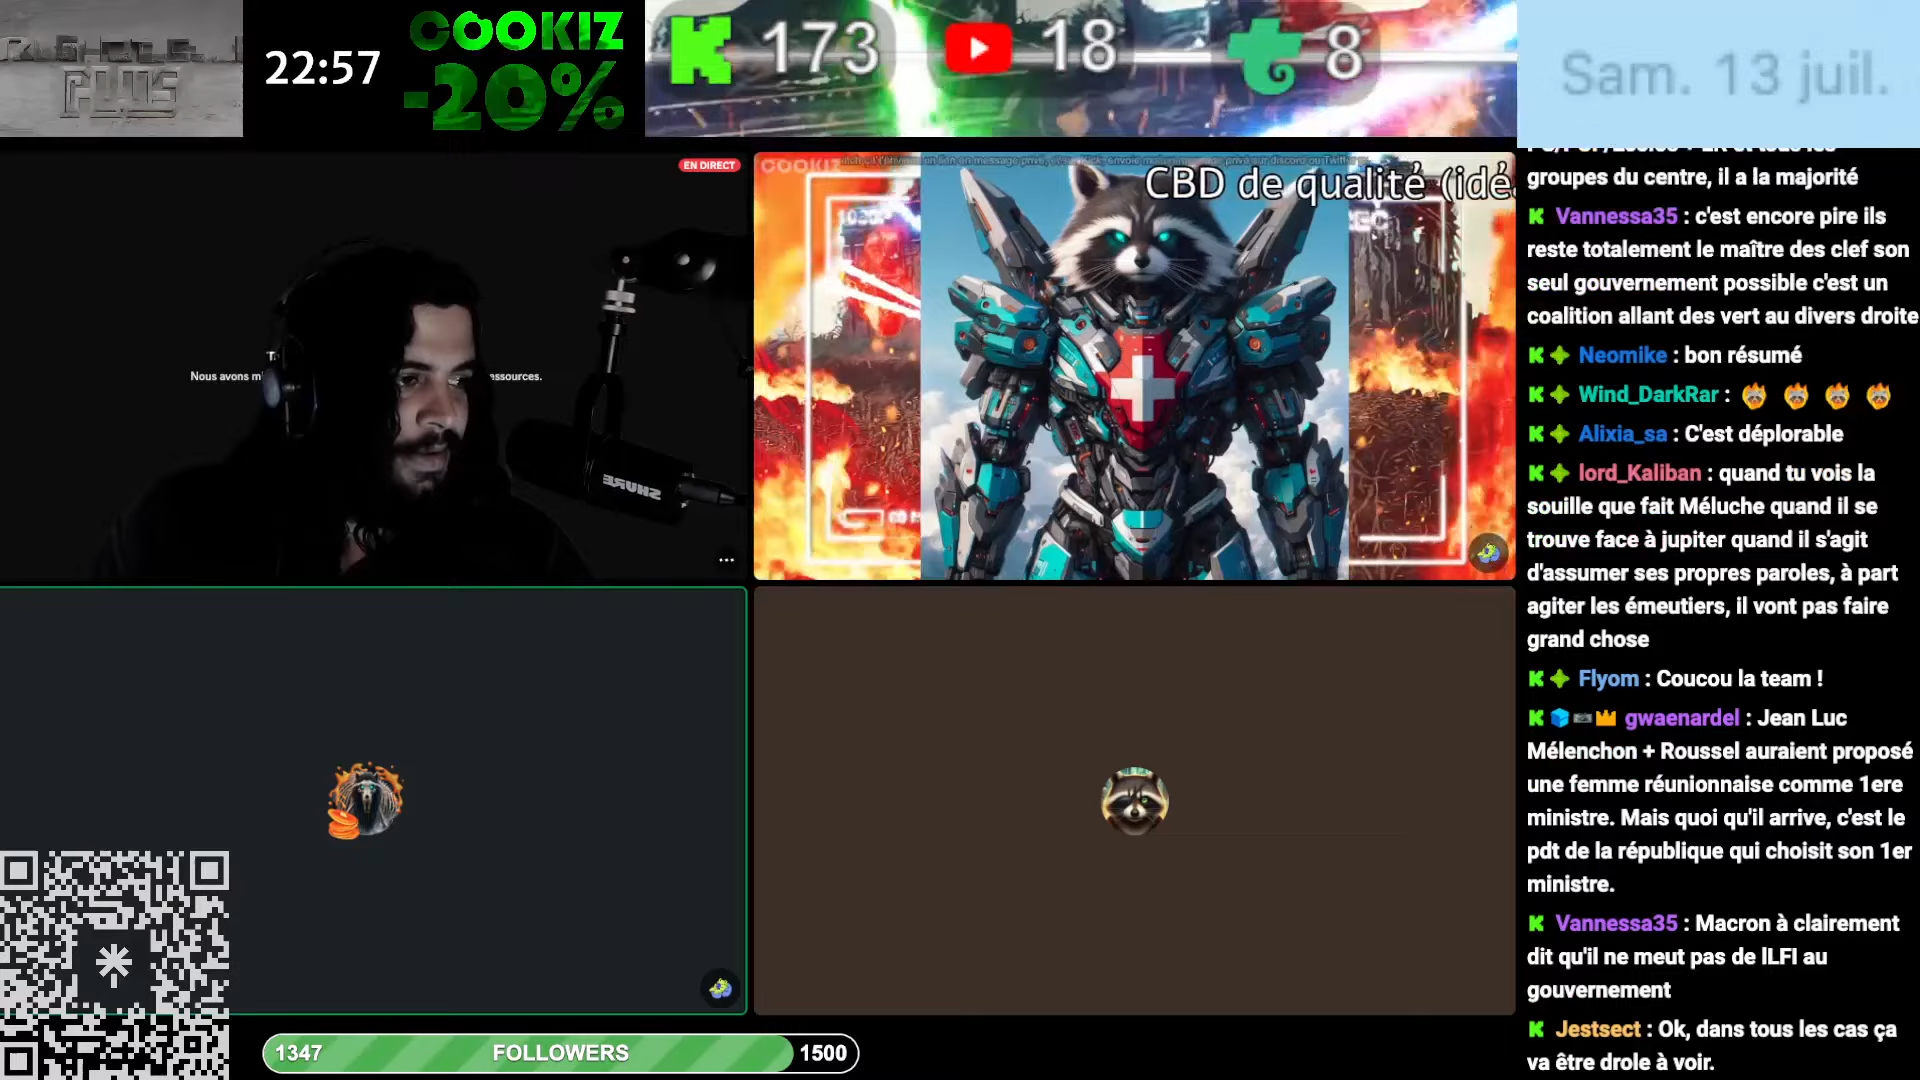 PLUS
22:57
COOKIZ
-20%
173
18
8
Sam. 13 juil.
EN DIRECT
Nous avons m
essources.
SHURE
COOKIZ
CBD de qualité (idé
groupes du centre, il a la majorité
Vannessa35 : c'est encore pire ils
reste totalement le maître des clef son
seul gouvernement possible c'est un
coalition allant des vert au divers droite
Neomike : bon résumé
Wind_DarkRar :
Alixia_sa : C'est déplorable
lord_Kaliban : quand tu vois la
souille que fait Méluche quand il se
trouve face à jupiter quand il s'agit
d'assumer ses propres paroles, à part
agiter les émeutiers, il vont pas faire
grand chose
Flyom : Coucou la team !
gwaenardel : Jean Luc
Mélenchon + Roussel auraient proposé
une femme réunionnaise comme 1ere
ministre. Mais quoi qu'il arrive, c'est le
pdt de la république qui choisit son 1er
ministre.
Vannessa35 : Macron à clairement
dit qu'il ne meut pas de lLFI au
gouvernement
Jestsect : Ok, dans tous les cas ça
va être drole à voir.
1347 FOLLOWERS 1500